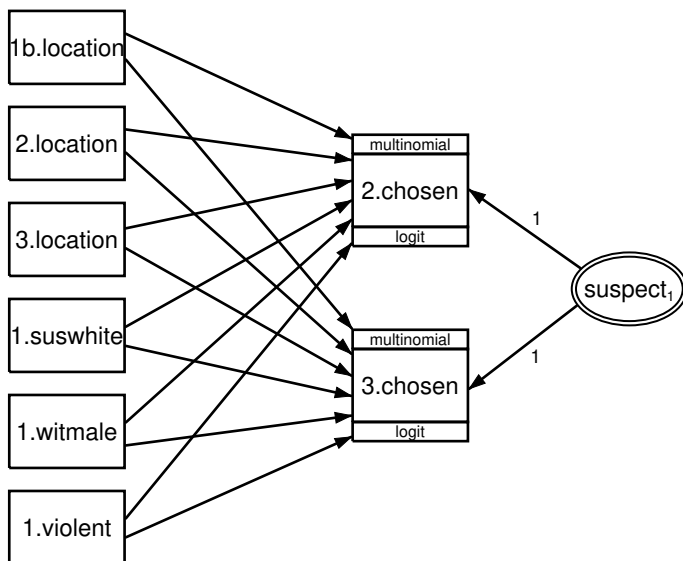 1b.location
2.location
3.location
1.suswhite
1.witmale
1.violent
multinomial
2.chosen
logit
multinomial
3.chosen
logit
1
1
suspect₁